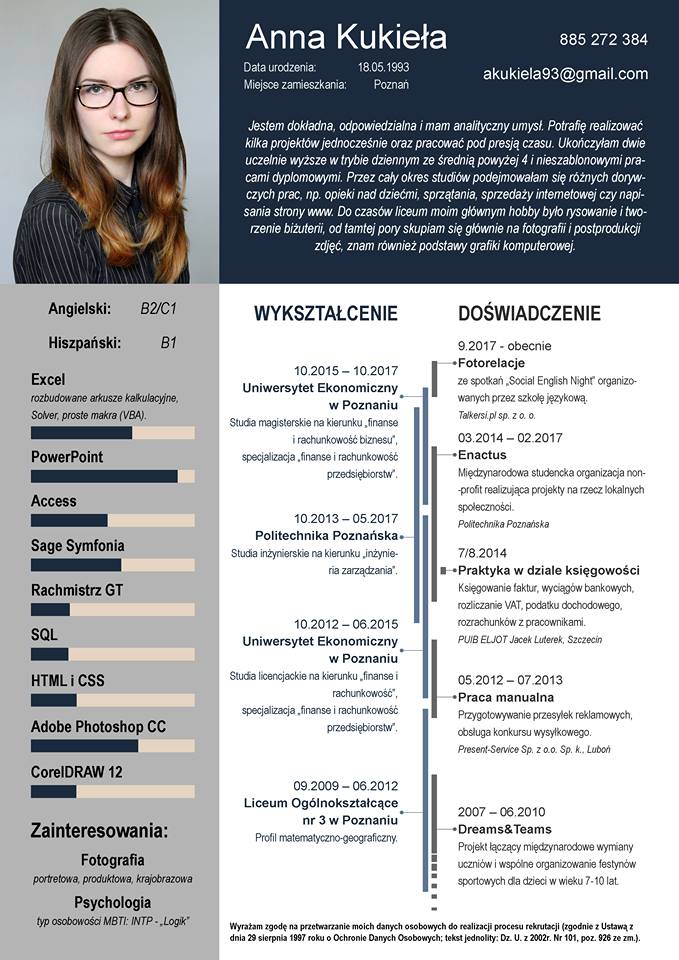 Anna Kukieła
885 272 384
Data urodzenia: 18.05.1993
Miejsce zamieszkania: Poznań
akukiela93@gmail.com
Jestem dokładna, odpowiedzialna i mam analityczny umysł. Potrafię realizować
kilka projektów jednocześnie oraz pracować pod presją czasu. Ukończyłam dwie
uczelnie wyższe w trybie dziennym ze średnią powyżej 4 i nieszablonowymi pra-
cami dyplomowymi. Przez cały okres studiów podejmowałam się różnych doryw-
czych prac, np. opieki nad dziećmi, sprzątania, sprzedaży internetowej czy napi-
sania strony www. Do czasów liceum moim głównym hobby było rysowanie i two-
rzenie biżuterii, od tamtej pory skupiam się głównie na fotografii i postprodukcji
zdjęć, znam również podstawy grafiki komputerowej.
Angielski: B2/C1
Hiszpański: B1
Excel
rozbudowane arkusze kalkulacyjne,
Solver, proste makra (VBA).
PowerPoint
Access
Sage Symfonia
Rachmistrz GT
SQL
HTML i CSS
Adobe Photoshop CC
CorelDRAW 12
Zainteresowania:
Fotografia
portretowa, produktowa, krajobrazowa
Psychologia
typ osobowości MBTI: INTP - „Logik”
WYKSZTAŁCENIE
10.2015 – 10.2017
Uniwersytet Ekonomiczny
w Poznaniu
Studia magisterskie na kierunku „finanse
i rachunkowość biznesu”,
specjalizacja „finanse i rachunkowość
przedsiębiorstw”.
10.2013 – 05.2017
Politechnika Poznańska
Studia inżynierskie na kierunku „inżynie-
ria zarządzania”.
10.2012 – 06.2015
Uniwersytet Ekonomiczny
w Poznaniu
Studia licencjackie na kierunku „finanse i
rachunkowość”,
specjalizacja „finanse i rachunkowość
przedsiębiorstw”.
09.2009 – 06.2012
Liceum Ogólnokształcące
nr 3 w Poznaniu
Profil matematyczno-geograficzny.
DOŚWIADCZENIE
9.2017 - obecnie
Fotorelacje
ze spotkań „Social English Night” organizo-
wanych przez szkołę językową.
Talkersi.pl sp. z o. o.
03.2014 – 02.2017
Enactus
Międzynarodowa studencka organizacja non-
-profit realizująca projekty na rzecz lokalnych
społeczności.
Politechnika Poznańska
7/8.2014
Praktyka w dziale księgowości
Księgowanie faktur, wyciągów bankowych,
rozliczanie VAT, podatku dochodowego,
rozrachunków z pracownikami.
PUIB ELJOT Jacek Luterek, Szczecin
05.2012 – 07.2013
Praca manualna
Przygotowywanie przesyłek reklamowych,
obsługa konkursu wysyłkowego.
Present-Service Sp. z o.o. Sp. k., Luboń
2007 – 06.2010
Dreams&Teams
Projekt łączący międzynarodowe wymiany
uczniów i wspólne organizowanie festynów
sportowych dla dzieci w wieku 7-10 lat.
Wyrażam zgodę na przetwarzanie moich danych osobowych do realizacji procesu rekrutacji (zgodnie z Ustawą z
dnia 29 sierpnia 1997 roku o Ochronie Danych Osobowych; tekst jednolity: Dz. U. z 2002r. Nr 101, poz. 926 ze zm.).